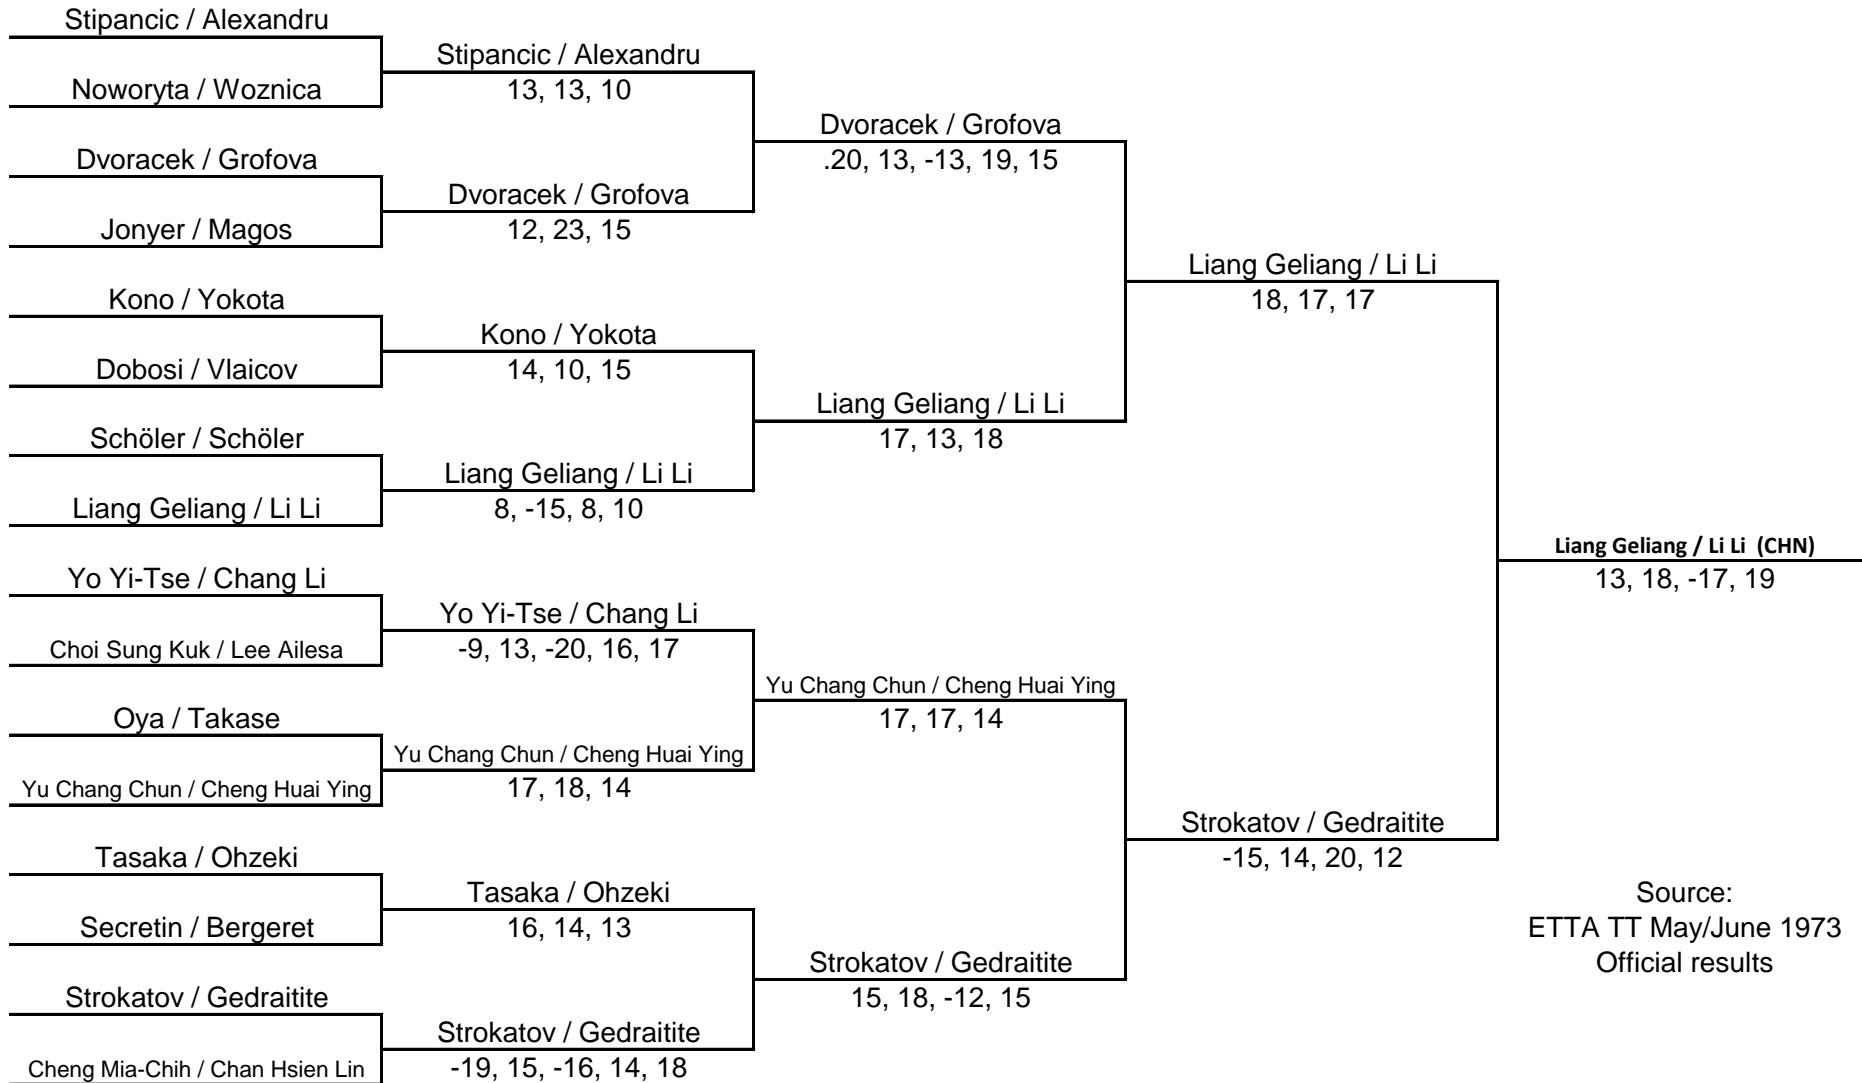 Stipancic / Alexandru
Noworyta / Woznica
Dvoracek / Grofova
Jonyer / Magos
Kono / Yokota
Dobosi / Vlaicov
Schöler / Schöler
Liang Geliang / Li Li
Yo Yi-Tse / Chang Li
Choi Sung Kuk / Lee Ailesa
Oya / Takase
Yu Chang Chun / Cheng Huai Ying
Tasaka / Ohzeki
Secretin / Bergeret
Strokatov / Gedraitite
Cheng Mia-Chih / Chan Hsien Lin
Stipancic / Alexandru
13, 13, 10
Dvoracek / Grofova
12, 23, 15
Kono / Yokota
14, 10, 15
Liang Geliang / Li Li
8, -15, 8, 10
Yo Yi-Tse / Chang Li
-9, 13, -20, 16, 17
Yu Chang Chun / Cheng Huai Ying
17, 18, 14
Tasaka / Ohzeki
16, 14, 13
Strokatov / Gedraitite
-19, 15, -16, 14, 18
Dvoracek / Grofova
.20, 13, -13, 19, 15
Liang Geliang / Li Li
17, 13, 18
Yu Chang Chun / Cheng Huai Ying
17, 17, 14
Strokatov / Gedraitite
15, 18, -12, 15
Liang Geliang / Li Li
18, 17, 17
Strokatov / Gedraitite
-15, 14, 20, 12
Liang Geliang / Li Li (CHN)
13, 18, -17, 19
Source:
ETTA TT May/June 1973
Official results